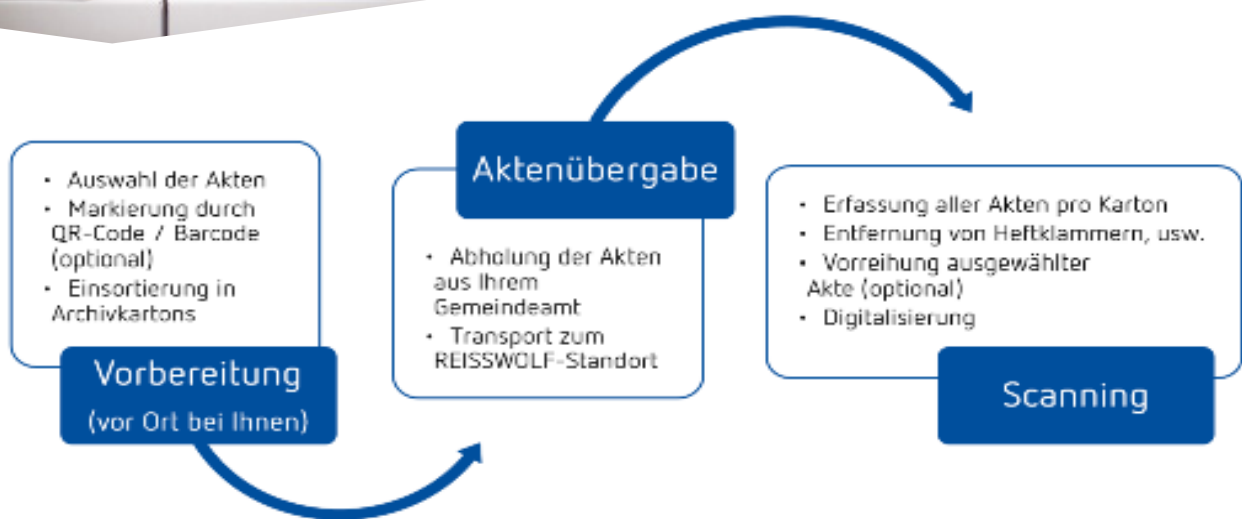 • Auswahl der Akten
• Markierung durch
QR-Code / Barcode
(optional)
• Einsortierung in
Archivkartons
Vorbereitung
(vor Ort bei Ihnen)
Aktenübergabe
• Abholung der Akten
aus Ihrem
Gemeindeamt
• Transport zum
REISSWOLF-Standort
• Erfassung aller Akten pro Karton
• Entfernung von Heftklammern, usw.
• Vorreihung ausgewählter
Akte (optional)
• Digitalisierung
Scanning